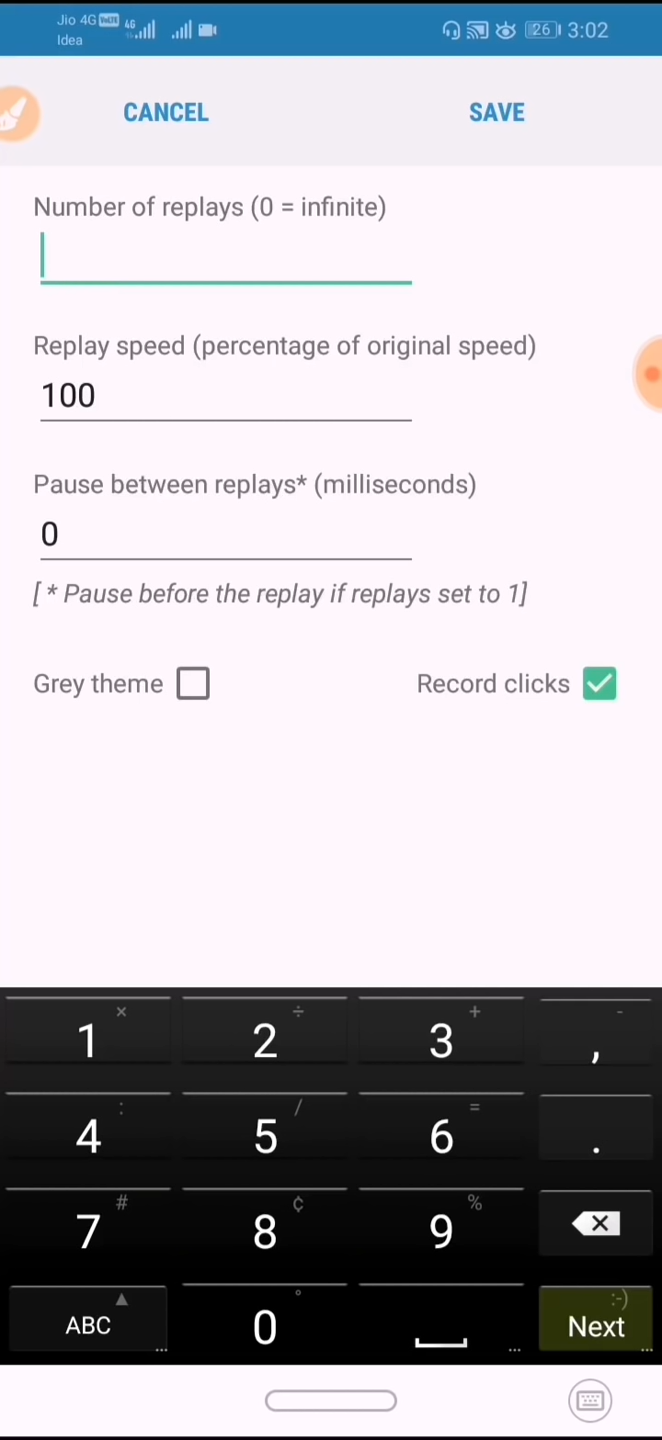 Jio 4G VoLTE 4G 26 3:02
Idea
CANCEL SAVE
Number of replays (0 = infinite)
Replay speed (percentage of original speed)
100
Pause between replays* (milliseconds)
0
[ * Pause before the replay if replays set to 1]
Grey theme Record clicks
× ÷ + -
1 2 3 ,
: / =
4 5 6 .
# ¢ %
7 8 9
° :-)
ABC 0 Next
... ... ...